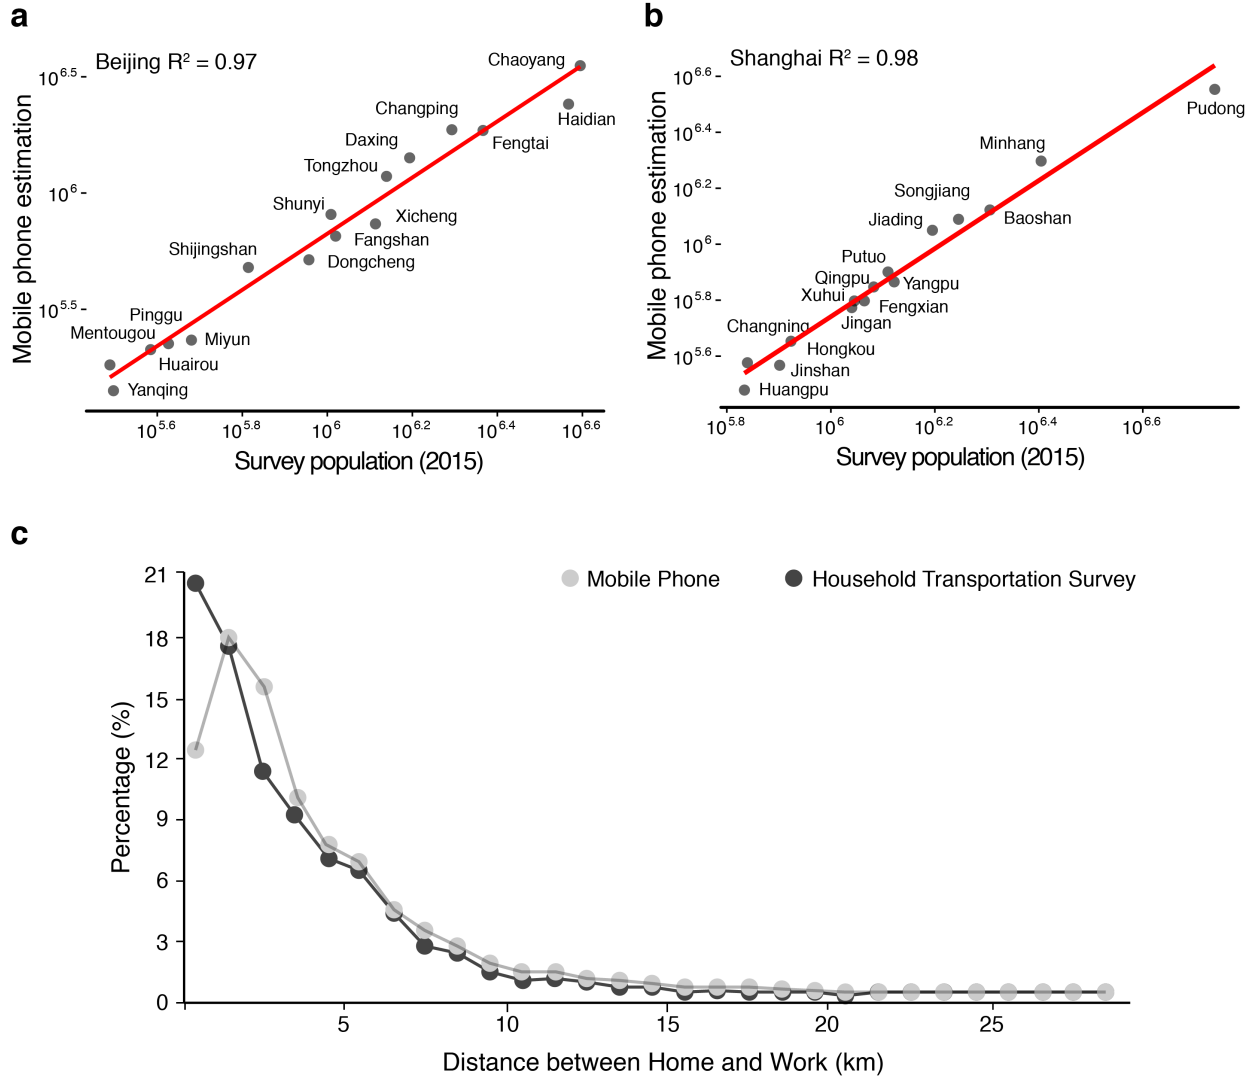 a
Beijing R² = 0.97
Mobile phone estimation
10^6.5
10^6
10^5.5
Chaoyang
Haidian
Changping
Fengtai
Daxing
Tongzhou
Shunyi
Xicheng
Fangshan
Shijingshan
Dongcheng
Pinggu
Mentougou
Miyun
Huairou
Yanqing
10^5.6
10^5.8
10^6
10^6.2
10^6.4
10^6.6
Survey population (2015)
b
Shanghai R² = 0.98
Mobile phone estimation
10^6.6
10^6.4
10^6.2
10^6
10^5.8
10^5.6
Pudong
Minhang
Songjiang
Baoshan
Jiading
Putuo
Qingpu
Yangpu
Xuhui
Fengxian
Jingan
Changning
Hongkou
Jinshan
Huangpu
10^5.8
10^6
10^6.2
10^6.4
10^6.6
Survey population (2015)
c
Mobile Phone
Household Transportation Survey
Percentage (%)
21
18
15
12
9
6
3
0
5
10
15
20
25
Distance between Home and Work (km)